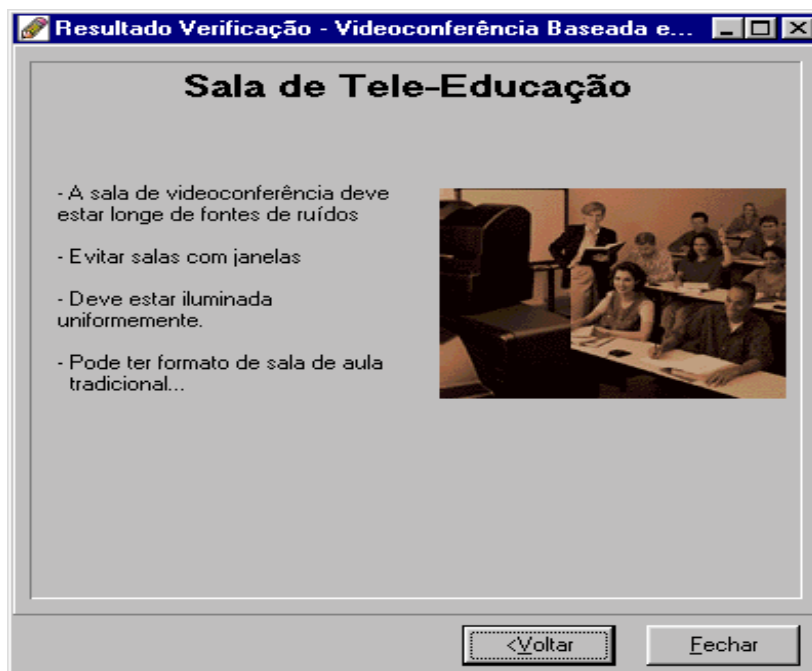 Resultado Verificação - Videoconferência Baseada e...
Sala de Tele-Educação
- A sala de videoconferência deve
estar longe de fontes de ruídos
- Evitar salas com janelas
- Deve estar iluminada
uniformemente.
- Pode ter formato de sala de aula
tradicional...
<Voltar
Fechar